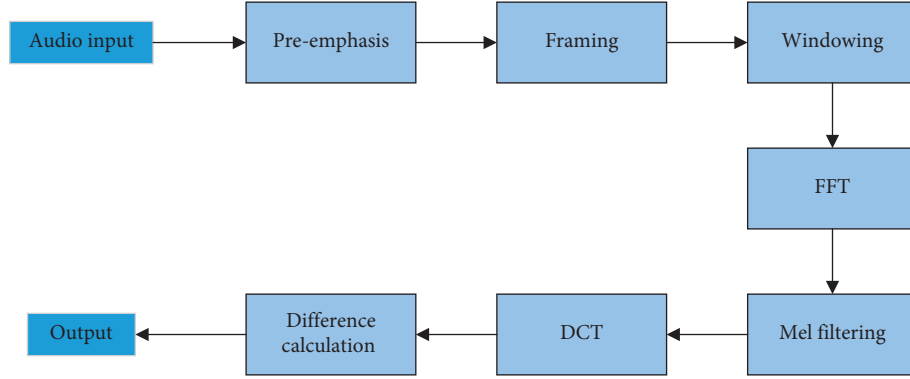 Audio input
Pre-emphasis
Framing
Windowing
FFT
Mel filtering
DCT
Difference
calculation
Output